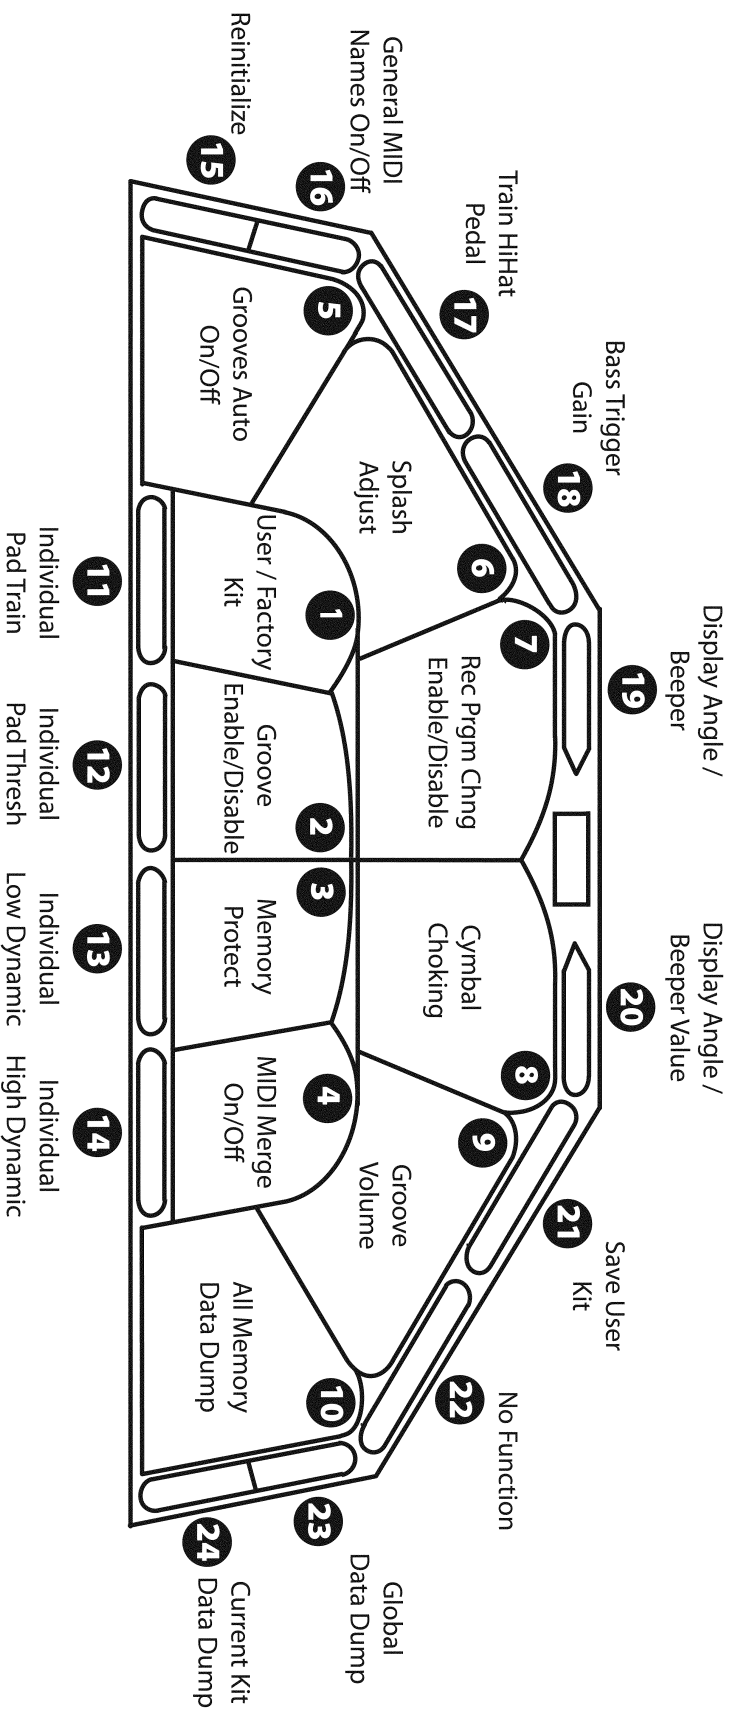 Display Angle /
Beeper
19
Display Angle /
Beeper Value
20
Bass Trigger
Gain
18
Save User
Kit
21
Train HiHat
Pedal
17
No Function
22
General MIDI
Names On/Off
16
Global
Data Dump
23
Reinitialize
15
Current Kit
Data Dump
24
7
Rec Prgm Chng
Enable/Disable
8
Cymbal
Choking
6
Splash
Adjust
9
Groove
Volume
5
Grooves Auto
On/Off
10
All Memory
Data Dump
1
User / Factory
Kit
2
Groove
Enable/Disable
3
Memory
Protect
4
MIDI Merge
On/Off
11
Individual
Pad Train
12
Individual
Pad Thresh
13
Individual
Low Dynamic
14
Individual
High Dynamic